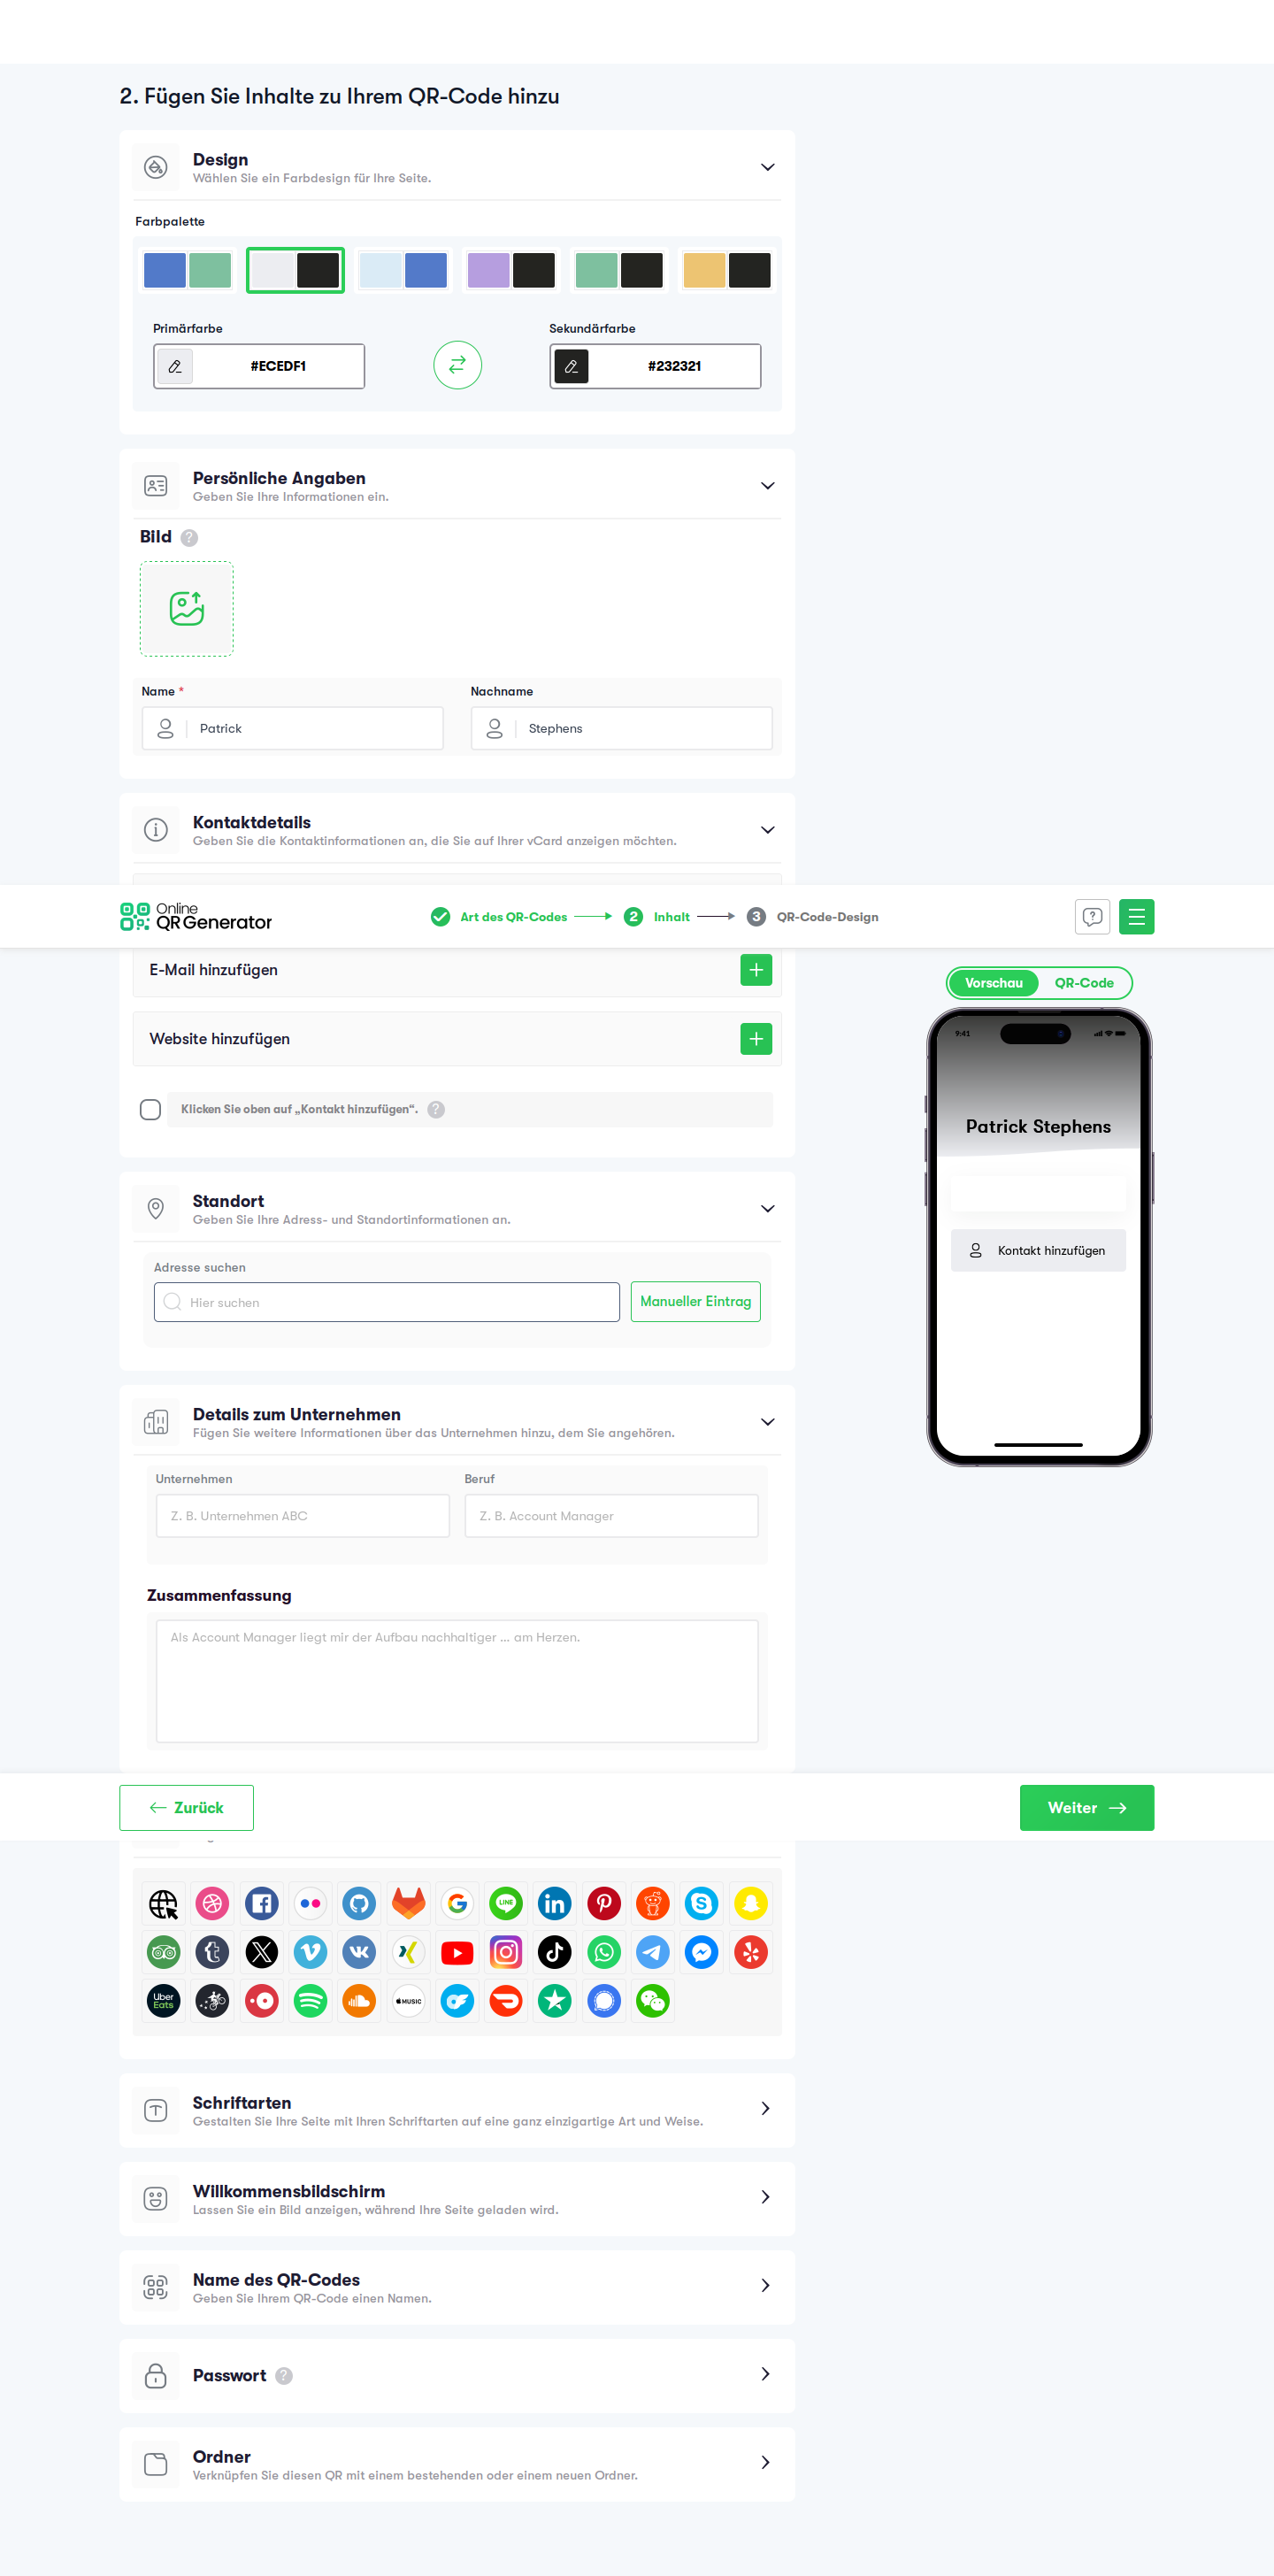 2. Fügen Sie Inhalte zu Ihrem QR-Code hinzu
Design
Wählen Sie ein Farbdesign für Ihre Seite.
Farbpalette
Primärfarbe
Sekundärfarbe
#ECEDF1
#232321
Persönliche Angaben
Geben Sie Ihre Informationen ein.
Bild ?
Name *
Nachname
Patrick
Stephens
Kontaktdetails
Geben Sie die Kontaktinformationen an, die Sie auf Ihrer vCard anzeigen möchten.
Online
QR Generator
Art des QR-Codes
2 Inhalt
3 QR-Code-Design
?
E-Mail hinzufügen
Vorschau
QR-Code
Website hinzufügen
9:41
Klicken Sie oben auf „Kontakt hinzufügen“. ?
Patrick Stephens
Kontakt hinzufügen
Standort
Geben Sie Ihre Adress- und Standortinformationen an.
Adresse suchen
Hier suchen
Manueller Eintrag
Details zum Unternehmen
Fügen Sie weitere Informationen über das Unternehmen hinzu, dem Sie angehören.
Unternehmen
Beruf
Z. B. Unternehmen ABC
Z. B. Account Manager
Zusammenfassung
Als Account Manager liegt mir der Aufbau nachhaltiger ... am Herzen.
Zurück
Weiter
LINE
Uber
Eats
MUSIC
Schriftarten
Gestalten Sie Ihre Seite mit Ihren Schriftarten auf eine ganz einzigartige Art und Weise.
Willkommensbildschirm
Lassen Sie ein Bild anzeigen, während Ihre Seite geladen wird.
Name des QR-Codes
Geben Sie Ihrem QR-Code einen Namen.
Passwort ?
Ordner
Verknüpfen Sie diesen QR mit einem bestehenden oder einem neuen Ordner.